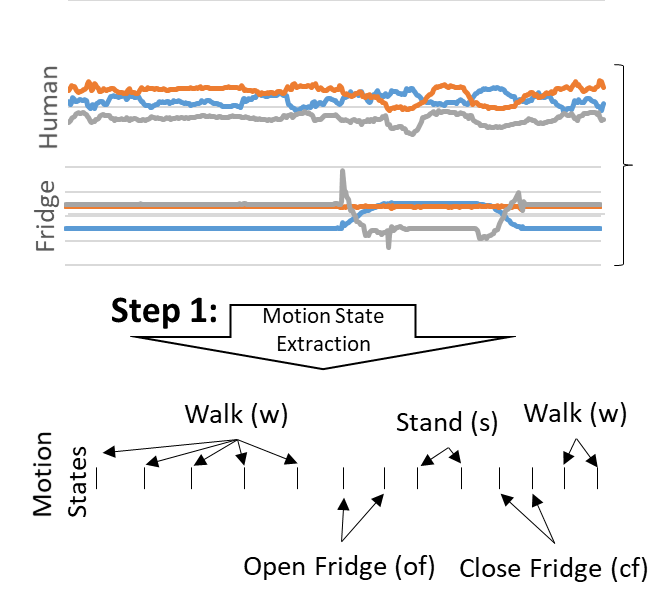 Human
Fridge
Step 1:
Motion State
Extraction
Walk (w)
Stand (s)
Walk (w)
Motion
States
Open Fridge (of)
Close Fridge (cf)